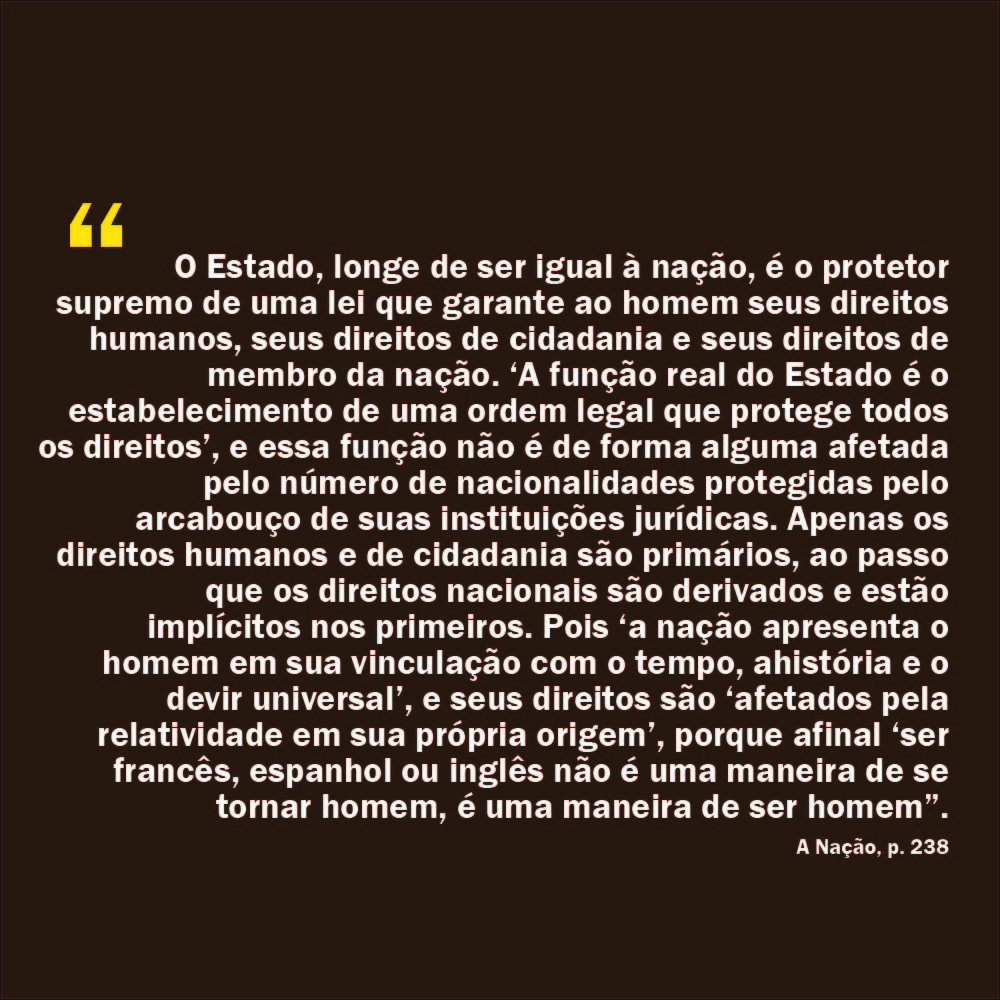 “
O Estado, longe de ser igual à nação, é o protetor
supremo de uma lei que garante ao homem seus direitos
humanos, seus direitos de cidadania e seus direitos de
membro da nação. ‘A função real do Estado é o
estabelecimento de uma ordem legal que protege todos
os direitos’, e essa função não é de forma alguma afetada
pelo número de nacionalidades protegidas pelo
arcabouço de suas instituições jurídicas. Apenas os
direitos humanos e de cidadania são primários, ao passo
que os direitos nacionais são derivados e estão
implícitos nos primeiros. Pois ‘a nação apresenta o
homem em sua vinculação com o tempo, ahistória e o
devir universal’, e seus direitos são ‘afetados pela
relatividade em sua própria origem’, porque afinal ‘ser
francês, espanhol ou inglês não é uma maneira de se
tornar homem, é uma maneira de ser homem”.
A Nação, p. 238